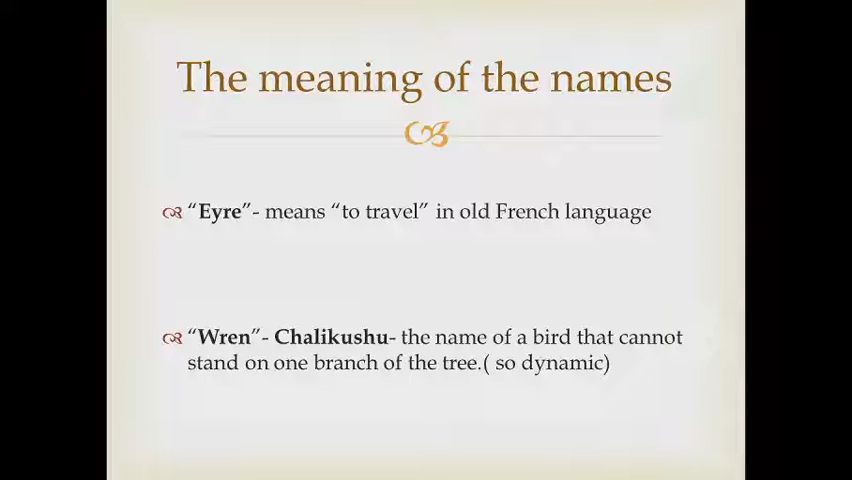 The meaning of the names
“Eyre”- means “to travel” in old French language
“Wren”- Chalikushu- the name of a bird that cannot
stand on one branch of the tree.( so dynamic)